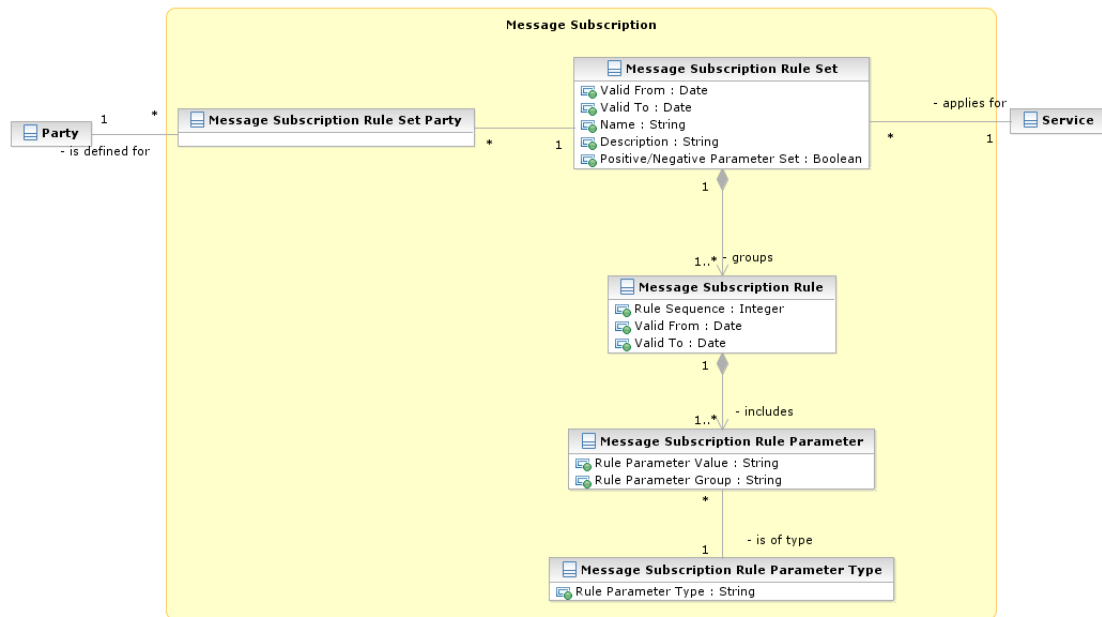 Message Subscription
Message Subscription Rule Set
Valid From : Date
Valid To : Date
Name : String
Description : String
Positive/Negative Parameter Set : Boolean
Party
1
*
- is defined for
Message Subscription Rule Set Party
*
1
- applies for
*
1
Service
1
1..*
- groups
Message Subscription Rule
Rule Sequence : Integer
Valid From : Date
Valid To : Date
1
- includes
1..*
Message Subscription Rule Parameter
Rule Parameter Value : String
Rule Parameter Group : String
*
- is of type
1
Message Subscription Rule Parameter Type
Rule Parameter Type : String